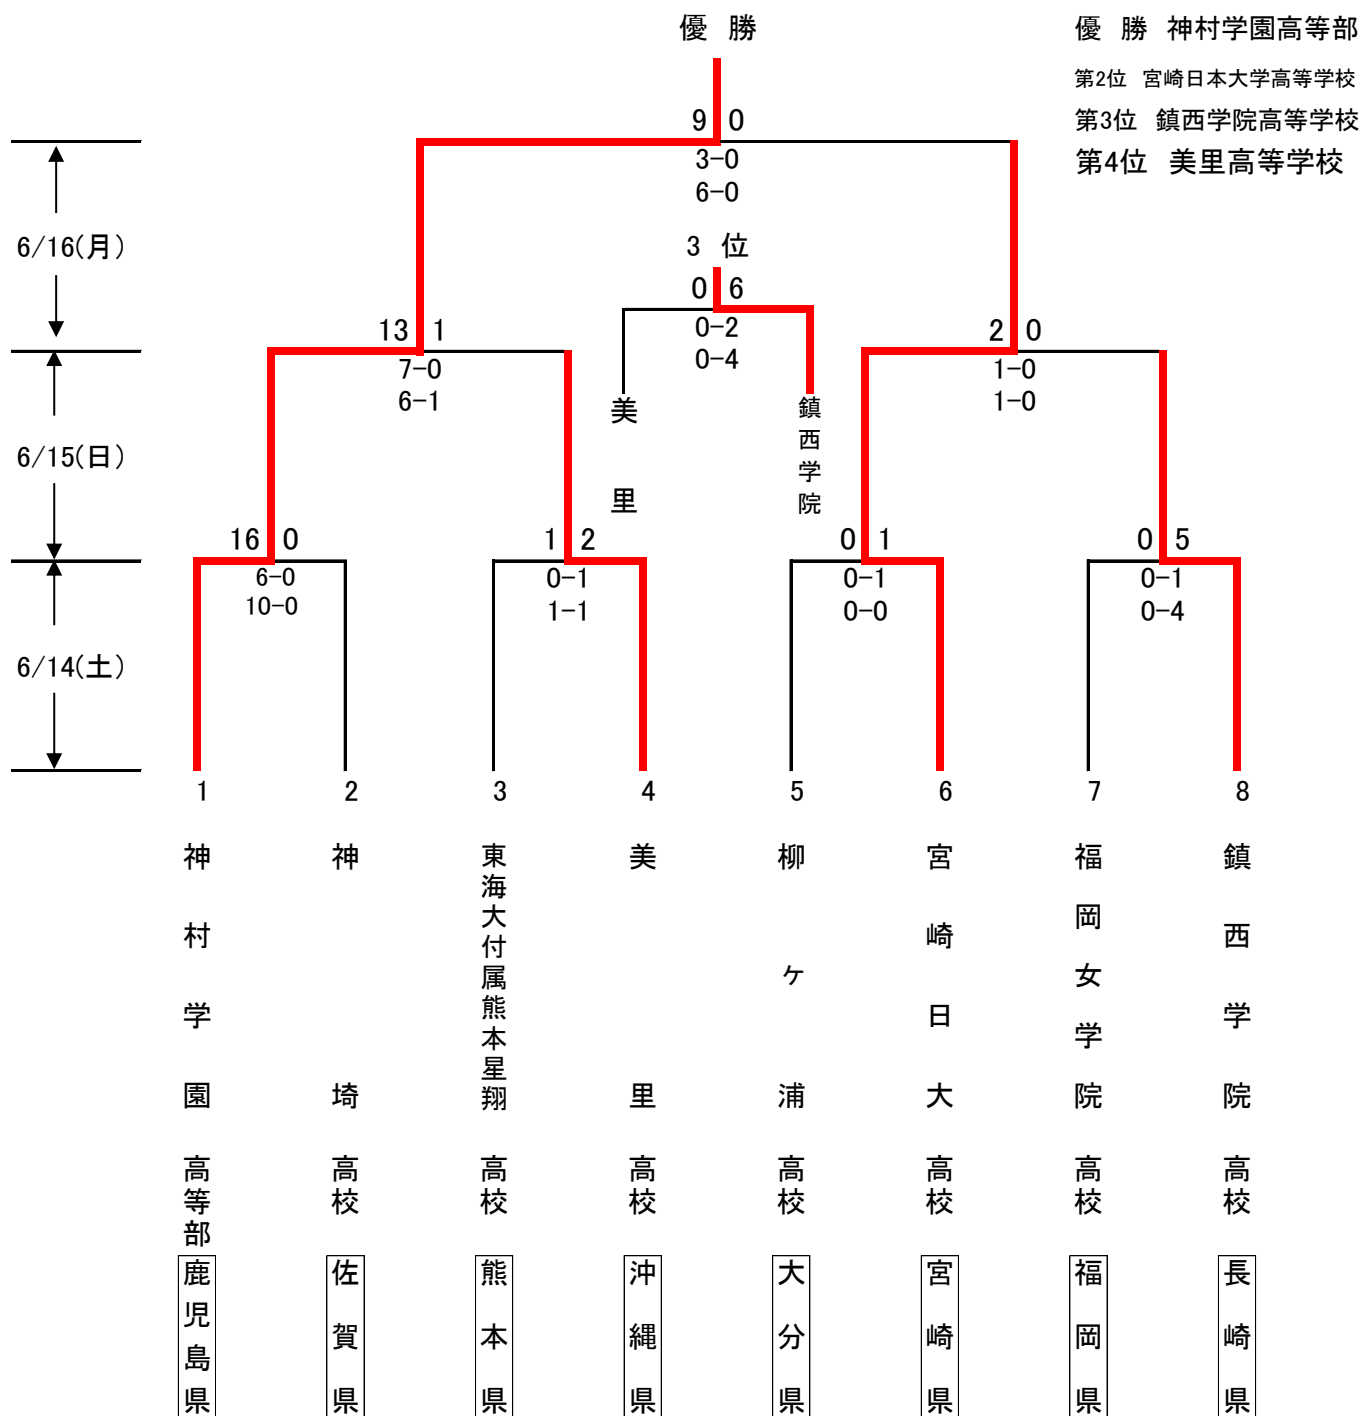 優 勝
優 勝 神村学園高等部
第2位 宮崎日本大学高等学校
第3位 鎮西学院高等学校
第4位 美里高等学校
9 0
3-0
6-0
6/16(月)
3 位
0 6
0-2
0-4
美里
鎮西学院
13 1
7-0
6-1
2 0
1-0
1-0
6/15(日)
16 0
6-0
10-0
1 2
0-1
1-1
0 1
0-1
0-0
0 5
0-1
0-4
6/14(土)
1 2 3 4 5 6 7 8
神村学園高等部
神埼高校
東海大付属熊本星翔高校
美里高校
柳ヶ浦高校
宮崎日大高校
福岡女学院高校
鎮西学院高校
鹿児島県
佐賀県
熊本県
沖縄県
大分県
宮崎県
福岡県
長崎県